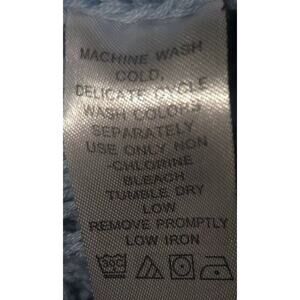 MACHINE WASH
COLD,
DELICATE CYCLE
WASH COLORS
SEPARATELY
USE ONLY NON
-CHLORINE
BLEACH
TUMBLE DRY
LOW
REMOVE PROMPTLY
LOW IRON
30C